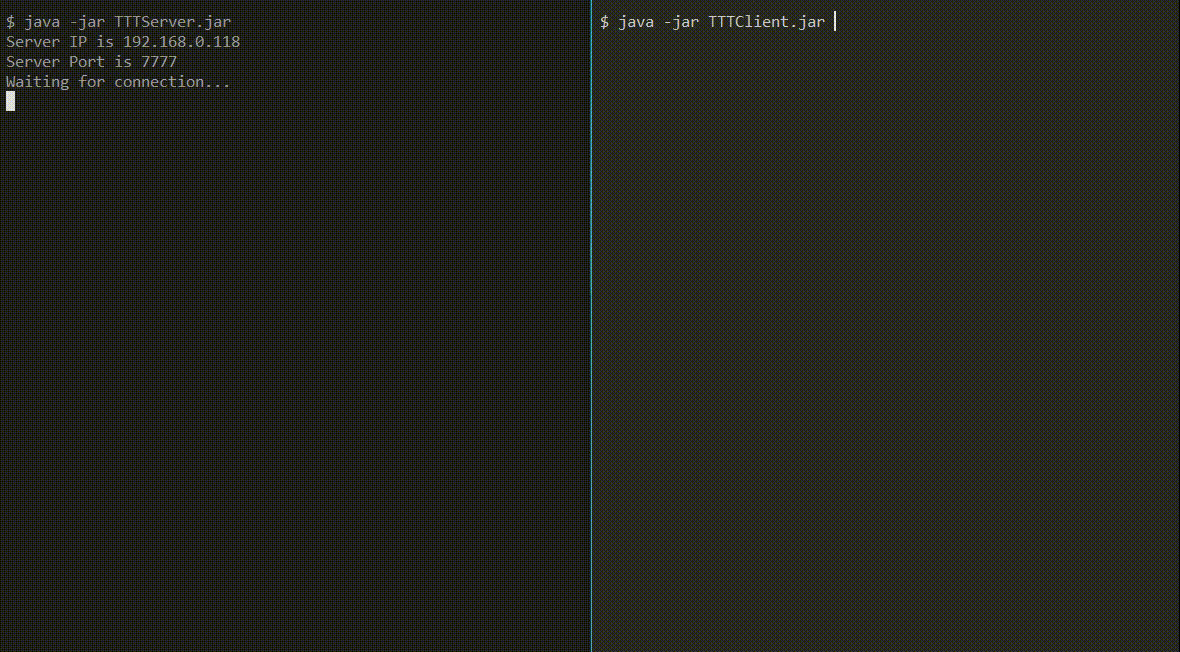 $ java -jar TTTServer.jar
Server IP is 192.168.0.118
Server Port is 7777
Waiting for connection...
$ java -jar TTTClient.jar